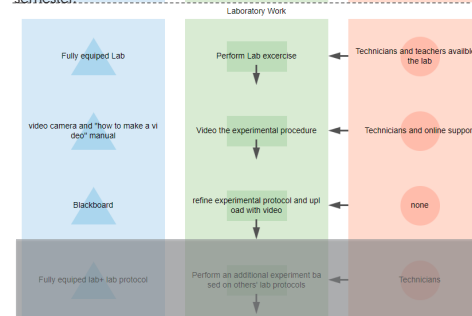 semester.
Laboratory Work
Fully equiped Lab
Perform Lab excercise
Technicians and teachers availble
the lab
video camera and "how to make a vi
deo" manual
Video the experimental procedure
Technicians and online suppor
Blackboard
refine experimental protocol and upl
oad with video
none
Fully equiped lab+ lab protocol
Perform an additional experiment ba
sed on others' lab protocols
Technicians